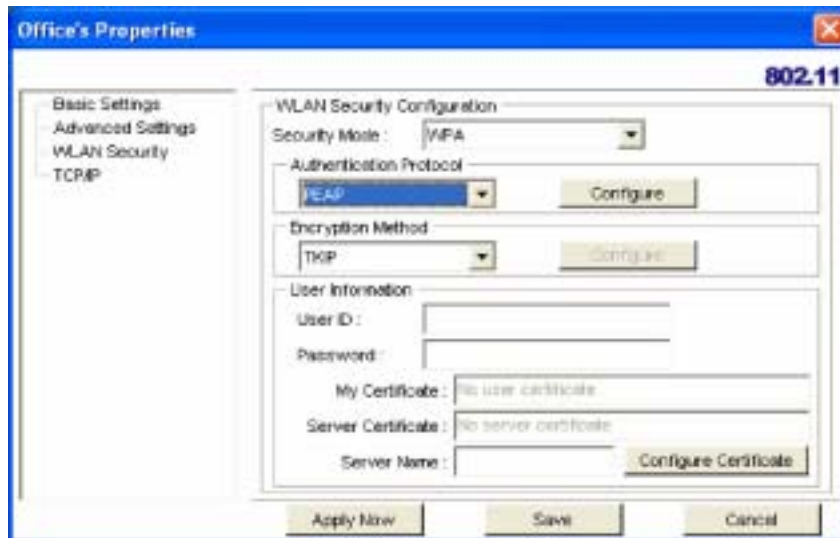 Office's Properties
802.11
Basic Settings
Advanced Settings
WLAN Security
TCP/IP
WLAN Security Configuration
Security Mode : WPA
Authentication Protocol
PEAP
Configure
Encryption Method
TKIP
Configure
User Information
User ID :
Password :
My Certificate : No user certificate
Server Certificate : No server certificate
Server Name :
Configure Certificate
Apply Now
Save
Cancel